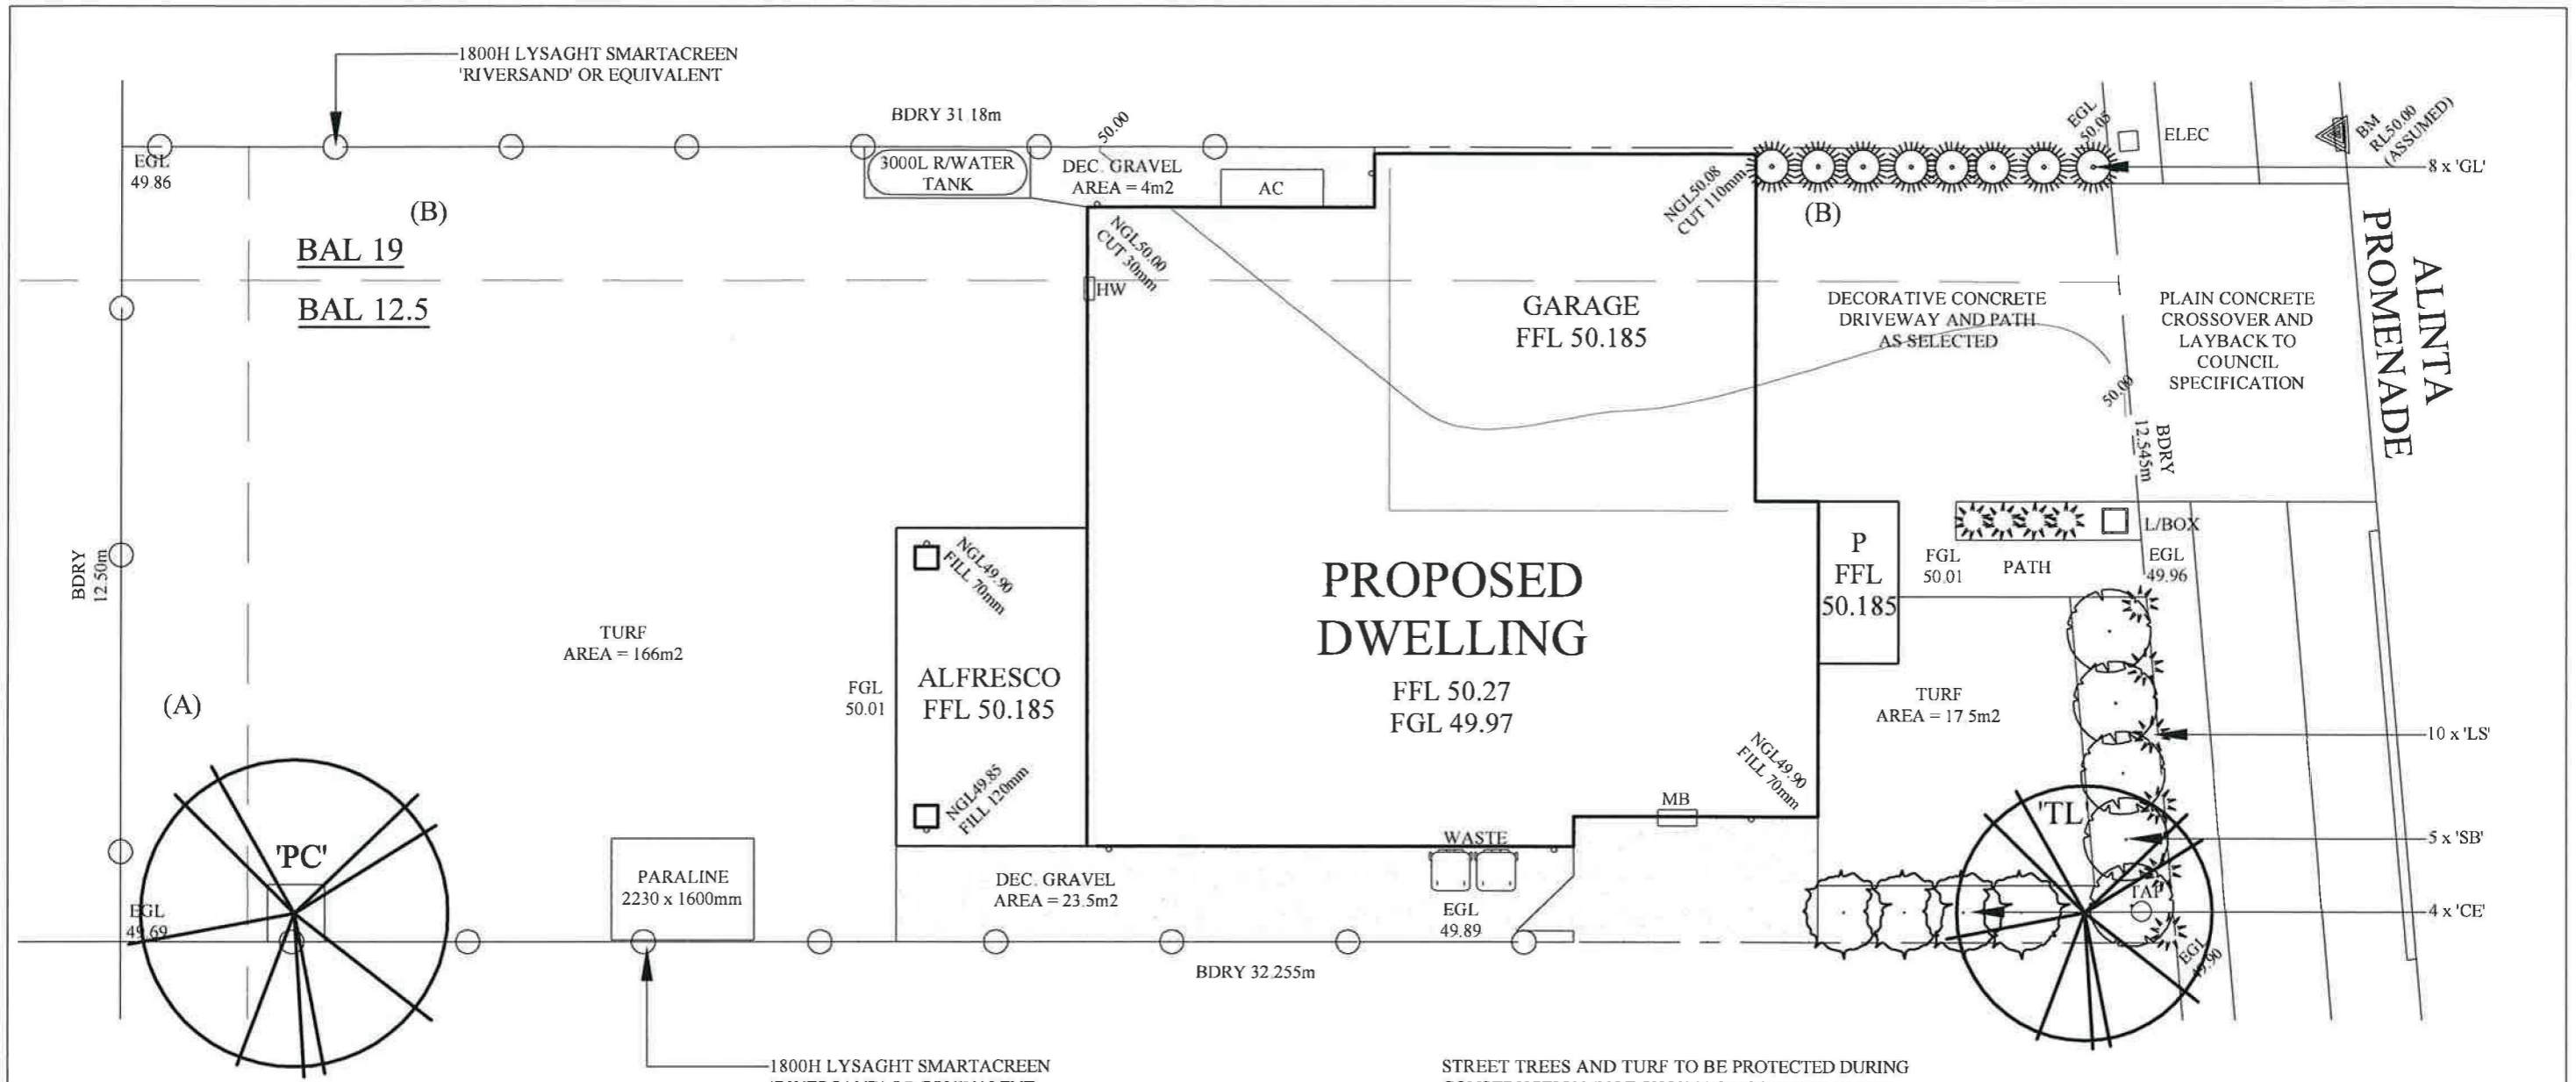 1800H LYSAGHT SMARTACREEN
'RIVERSAND' OR EQUIVALENT
BDRY 31.18m
50.00
EGL
49.86
(B)
BAL 19
BAL 12.5
3000L R/WATER
TANK
DEC. GRAVEL
AREA = 4m2
AC
NGL50.00
CUT 30mm
HW
NGL50.08
CUT 110mm
(B)
GARAGE
FFL 50.185
EGL
50.05
ELEC
BM
RL50.00
(ASSUMED)
8 x 'GL'
ALINTA
PROMENADE
DECORATIVE CONCRETE
DRIVEWAY AND PATH
AS SELECTED
PLAIN CONCRETE
CROSSOVER AND
LAYBACK TO
COUNCIL
SPECIFICATION
50.00
BDRY
12.545m
BDRY
12.50m
TURF
AREA = 166m2
(A)
NGL49.90
FILL 70mm
FGL
50.01
ALFRESCO
FFL 50.185
NGL49.85
FILL 120mm
PROPOSED
DWELLING
FFL 50.27
FGL 49.97
P
FFL
50.185
FGL
50.01
PATH
L/BOX
EGL
49.96
TURF
AREA = 17.5m2
NGL49.90
FILL 70mm
MB
WASTE
10 x 'LS'
'TL'
5 x 'SB'
TAP
4 x 'CE'
EGL
49.90
'PC'
EGL
49.69
PARALINE
2230 x 1600mm
DEC. GRAVEL
AREA = 23.5m2
EGL
49.89
BDRY 32.255m
1800H LYSAGHT SMARTACREEN
STREET TREES AND TURF TO BE PROTECTED DURING